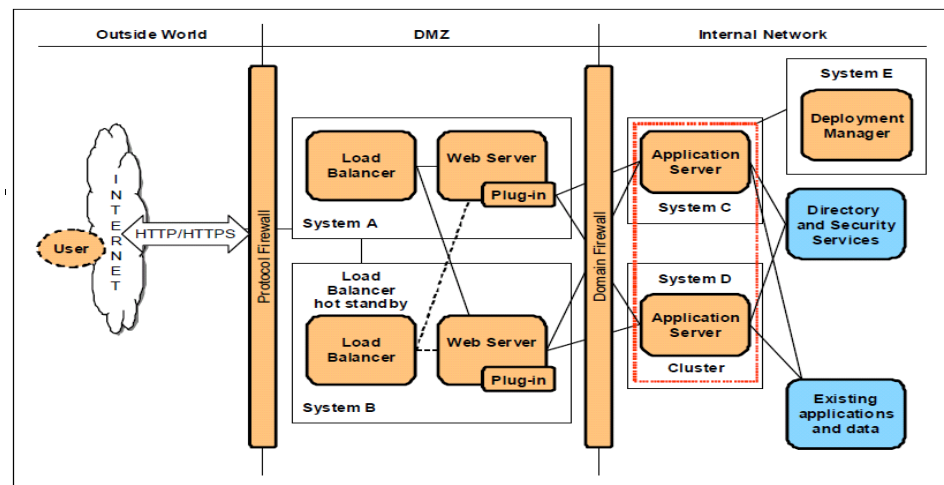 Outside World
DMZ
Internal Network
INTERNET
User
HTTP/HTTPS
Protocol Firewall
Load
Balancer
Web Server
Plug-in
System A
Load
Balancer
hot standby
Load
Balancer
Web Server
Plug-in
System B
Domain Firewall
Application
Server
System C
System D
Application
Server
Cluster
System E
Deployment
Manager
Directory
and Security
Services
Existing
applications
and data